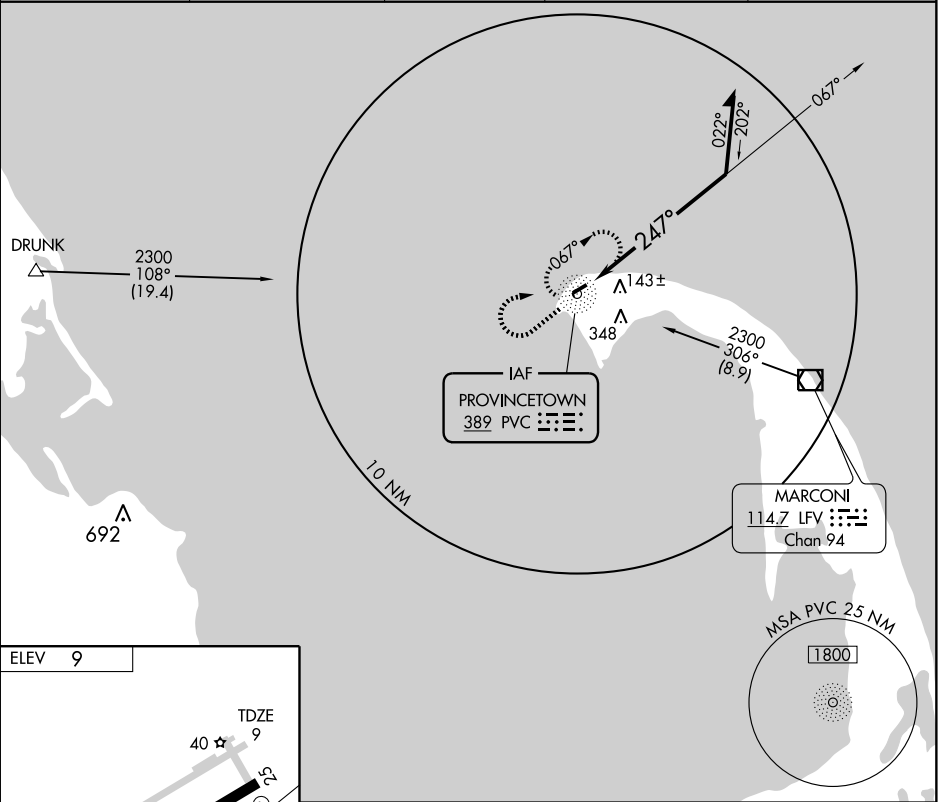 067°
022°
202°
247°
067°
DRUNK
2300
108°
(19.4)
143±
348
2300
306°
(8.9)
IAF
PROVINCETOWN
389 PVC
10 NM
MARCONI
114.7 LFV
Chan 94
692
MSA PVC 25 NM
1800
ELEV 9
TDZE
9
40
25